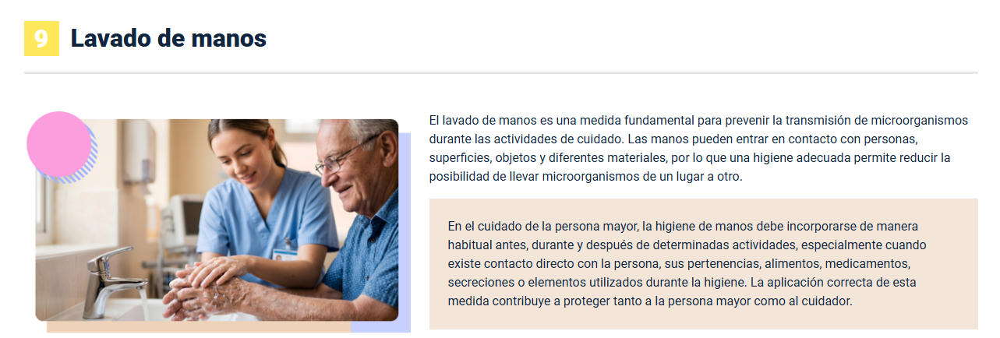 9 Lavado de manos
El lavado de manos es una medida fundamental para prevenir la transmisión de microorganismos
durante las actividades de cuidado. Las manos pueden entrar en contacto con personas,
superficies, objetos y diferentes materiales, por lo que una higiene adecuada permite reducir la
posibilidad de llevar microorganismos de un lugar a otro.
En el cuidado de la persona mayor, la higiene de manos debe incorporarse de manera
habitual antes, durante y después de determinadas actividades, especialmente cuando
existe contacto directo con la persona, sus pertenencias, alimentos, medicamentos,
secreciones o elementos utilizados durante la higiene. La aplicación correcta de esta
medida contribuye a proteger tanto a la persona mayor como al cuidador.